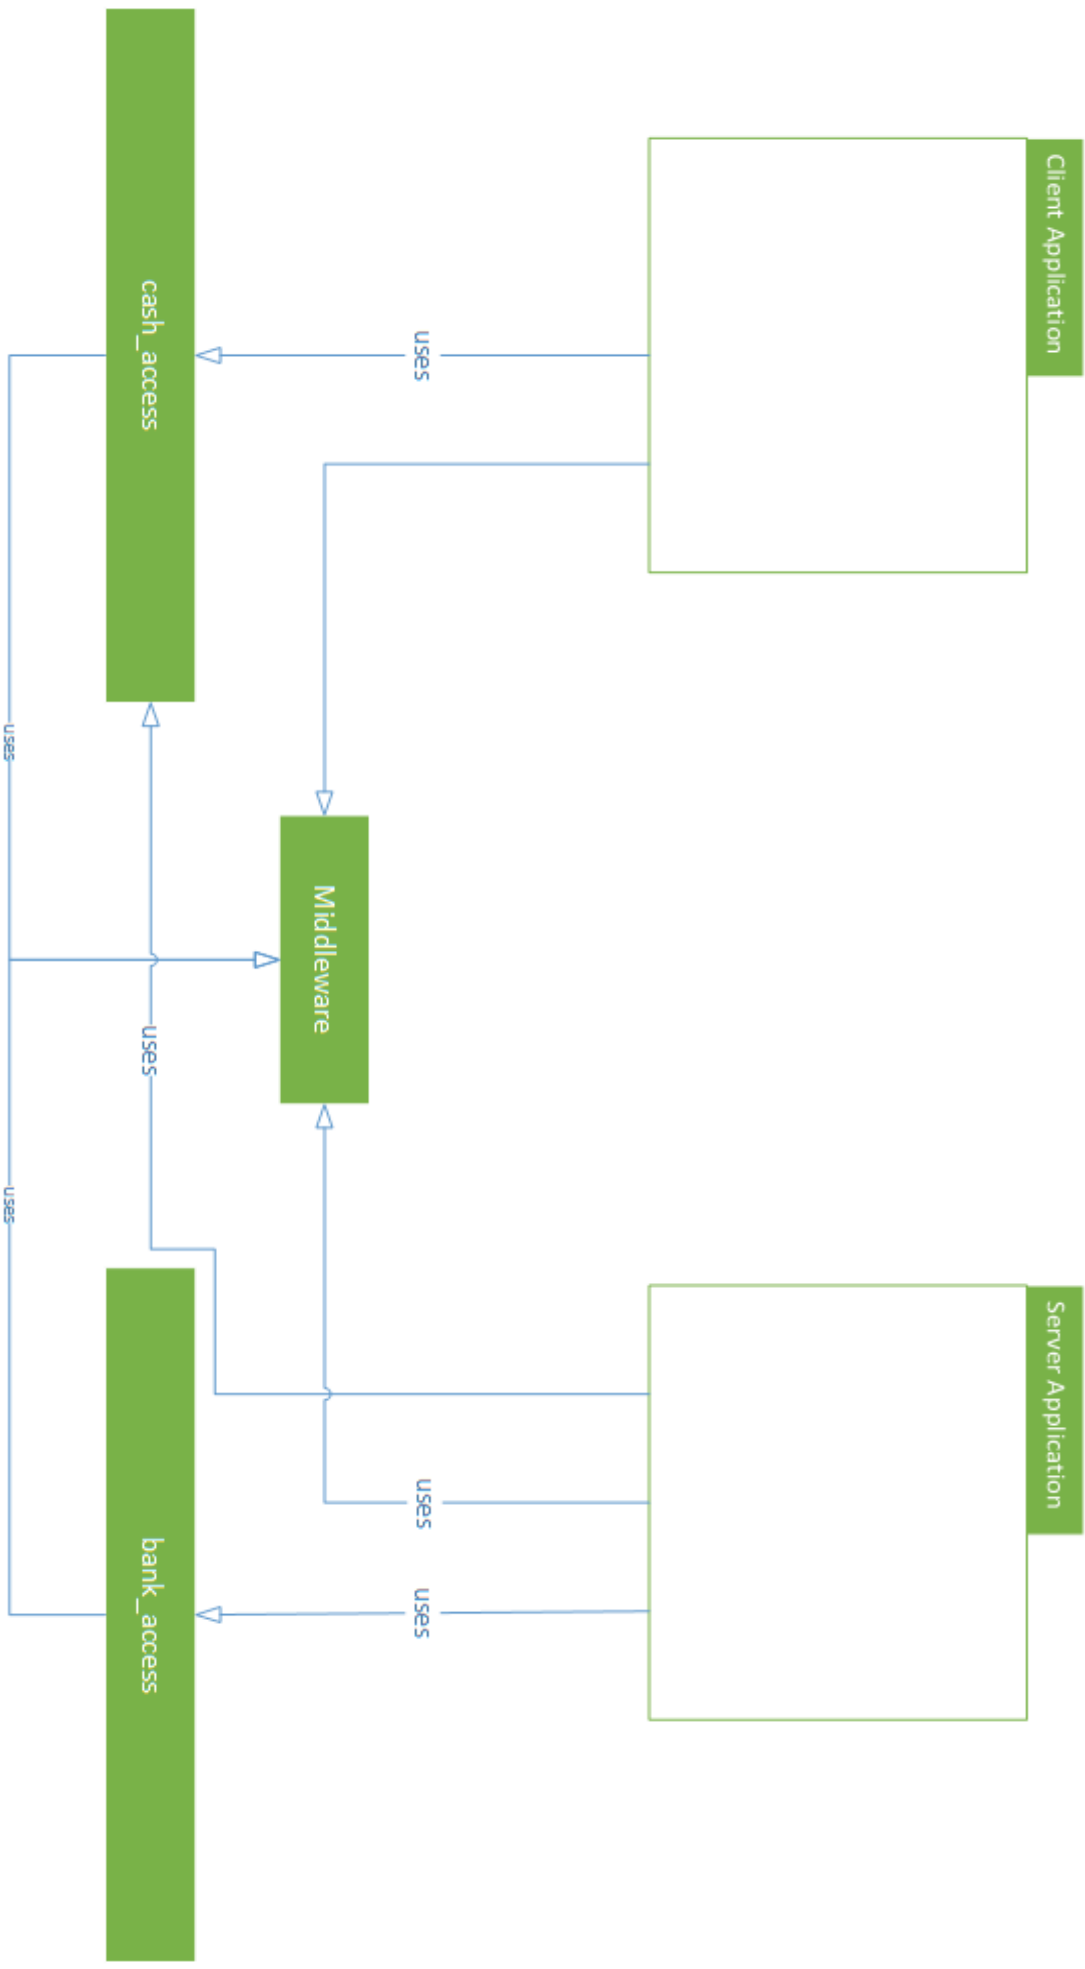 Client Application
Server Application
uses
uses
uses
Middleware
uses
cash_access
bank_access
uses
uses